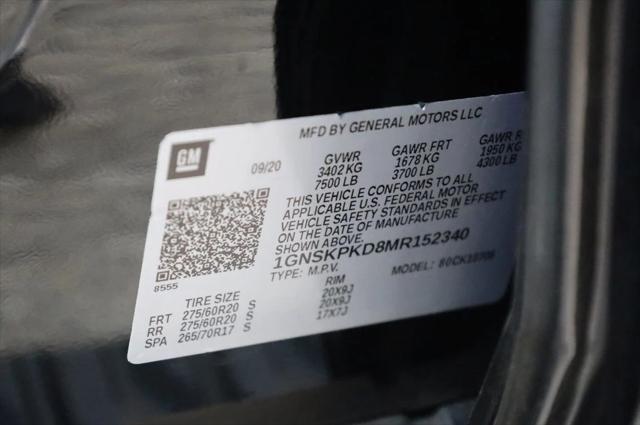 MFD BY GENERAL MOTORS LLC
GM
09/20
GVWR GAWR FRT GAWR R
3402 KG 1678 KG 1950 KG
7500 LB 3700 LB 4300 LB
THIS VEHICLE CONFORMS TO ALL
APPLICABLE U.S. FEDERAL MOTOR
VEHICLE SAFETY STANDARDS IN EFFECT
ON THE DATE OF MANUFACTURE
SHOWN ABOVE.
1GNSKPKD8MR152340
8555
TYPE: M.P.V. MODEL:
TIRE SIZE RIM
FRT 275/60R20 S 20X9J
RR 275/60R20 S 20X9J
SPA 265/70R17 S 17X7J